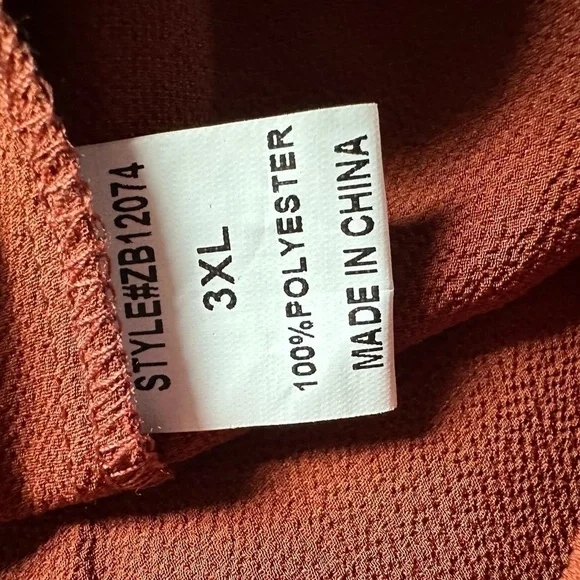 STYLE#ZB12074
3XL
100%POLYESTER
MADE IN CHINA